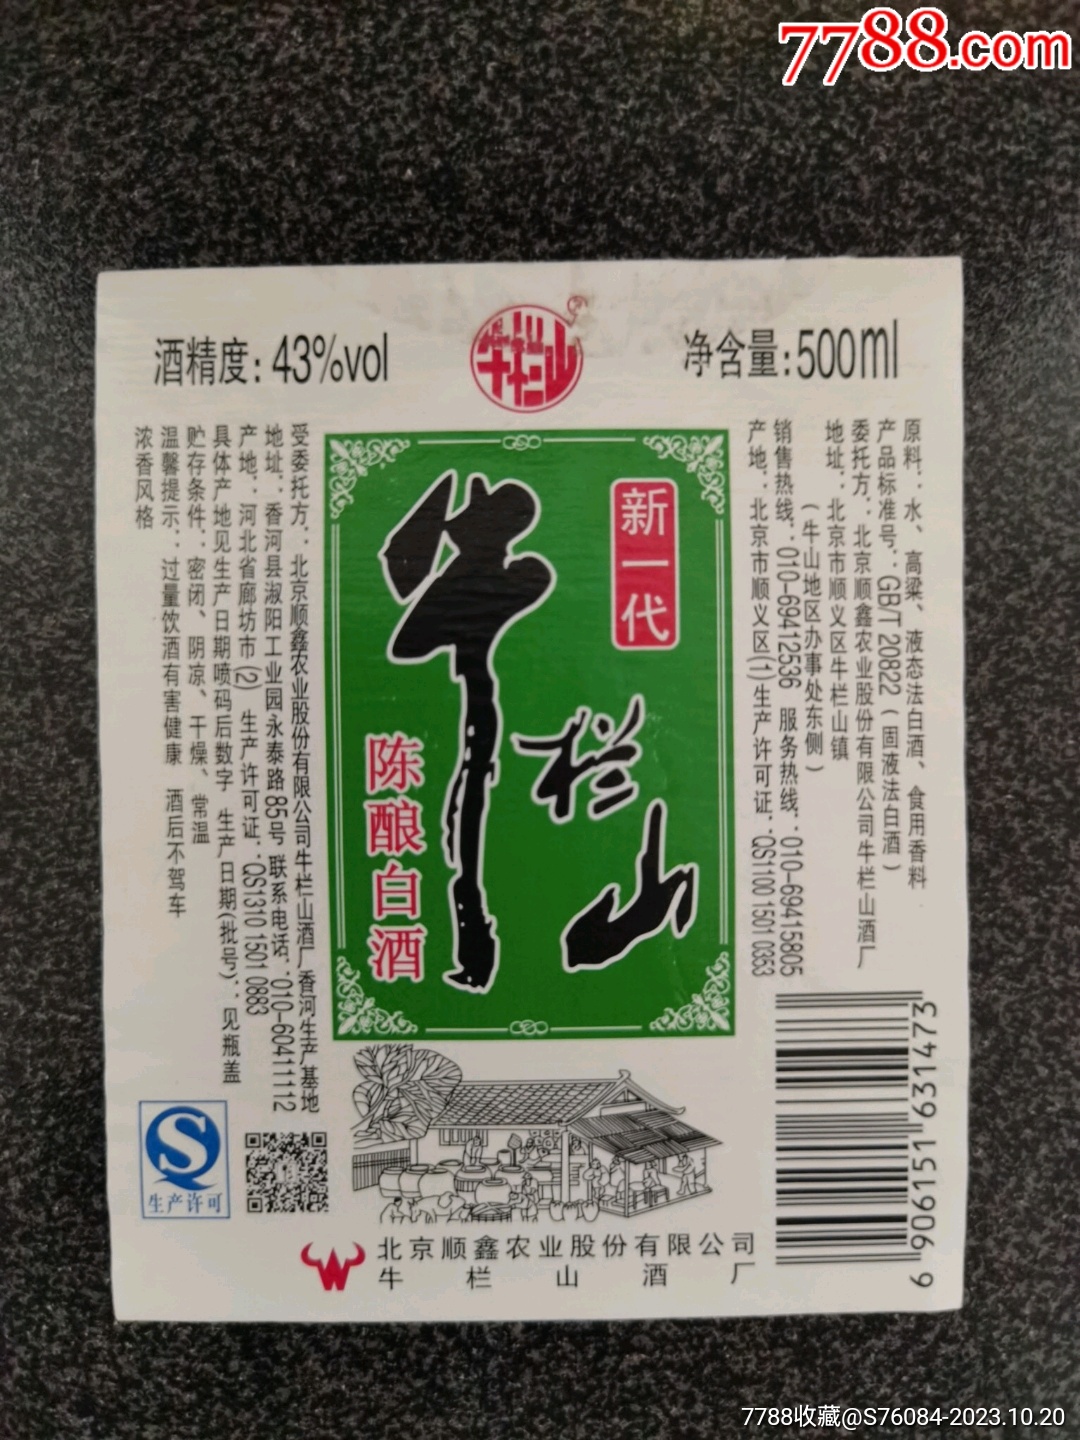 7788.com
酒精度:43%vol
牛栏山
净含量:500ml
原料:水、高粱、液态法白酒、食用香料
产品标准号:GB/T 20822（固液法白酒）
委托方:北京顺鑫农业股份有限公司牛栏山酒厂
地址:北京市顺义区牛栏山镇
（牛山地区办事处东侧）
销售热线:010-69412536 服务热线:010-69415805
产地:北京市顺义区(1)生产许可证:QS1100 1501 0353
新一代
牛栏山
陈酿白酒
受委托方:北京顺鑫农业股份有限公司牛栏山酒厂香河生产基地
地址:香河县淑阳工业园永泰路85号 联系电话:010-60411112
产地:河北省廊坊市(2) 生产许可证:QS1310 1501 0883
具体产地见生产日期喷码后数字 生产日期(批号):见瓶盖
贮存条件:密闭、阴凉、干燥、常温
温馨提示:过量饮酒有害健康 酒后不驾车
浓香风格
生产许可
北京顺鑫农业股份有限公司
牛栏山酒厂
6 906151 631473
7788收藏@S76084-2023.10.20